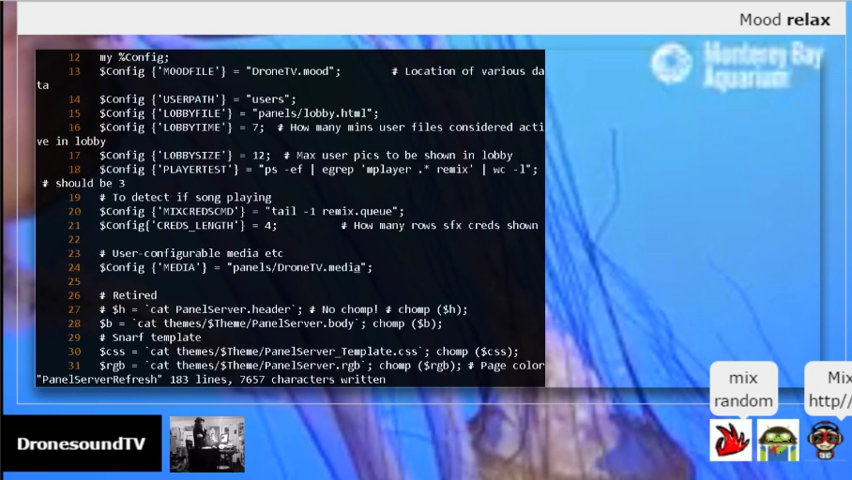 Mood relax
Monterey Bay
Aquarium
12 my %Config;
13 $Config {'MOODFILE'} = "DroneTV.mood"; # Location of various da
ta
14 $Config {'USERPATH'} = "users";
15 $Config {'LOBBYFILE'} = "panels/lobby.html";
16 $Config {'LOBBYTIME'} = 7; # How many mins user files considered acti
ve in lobby
17 $Config {'LOBBYSIZE'} = 12; # Max user pics to be shown in lobby
18 $Config {'PLAYERTEST'} = "ps -ef | egrep 'mplayer .* remix' | wc -l";
# should be 3
19 # To detect if song playing
20 $Config {'MIXCREDSCMD'} = "tail -1 remix.queue";
21 $Config{'CREDS_LENGTH'} = 4; # How many rows sfx creds shown
22
23 # User-configurable media etc
24 $Config {'MEDIA'} = "panels/DroneTV.media";
25
26 # Retired
27 # $h = `cat PanelServer.header`; # No chomp! # chomp ($h);
28 $b = `cat themes/$Theme/PanelServer.body`; chomp ($b);
29 # Snarf template
30 $css = `cat themes/$Theme/PanelServer_Template.css`; chomp ($css);
31 $rgb = `cat themes/$Theme/PanelServer.rgb`; chomp ($rgb); # Page color
"PanelServerRefresh" 183 lines, 7657 characters written
mix
random
Mix
http//
DronesoundTV